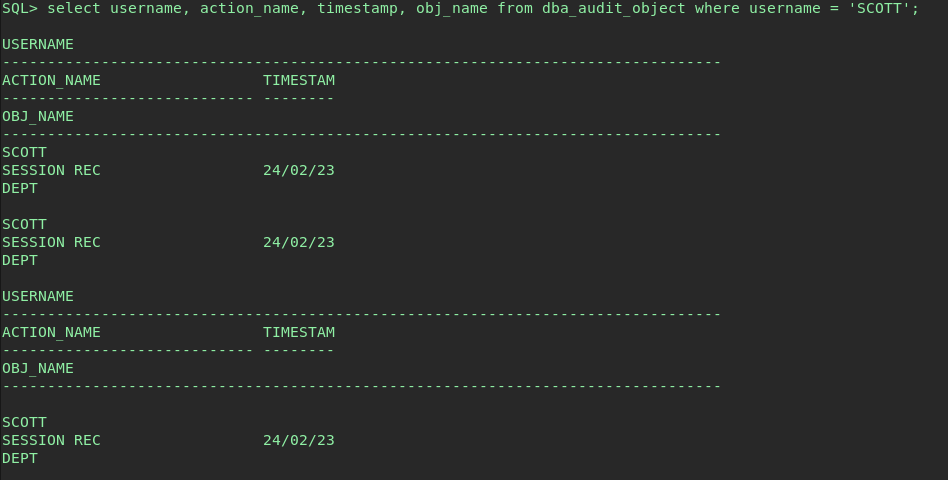 SQL> select username, action_name, timestamp, obj_name from dba_audit_object where username = 'SCOTT';
USERNAME
--------------------------------------------------------------------------------
ACTION_NAME                  TIMESTAM
---------------------------- --------
OBJ_NAME
--------------------------------------------------------------------------------
SCOTT
SESSION REC                  24/02/23
DEPT
SCOTT
SESSION REC                  24/02/23
DEPT
USERNAME
--------------------------------------------------------------------------------
ACTION_NAME                  TIMESTAM
---------------------------- --------
OBJ_NAME
--------------------------------------------------------------------------------
SCOTT
SESSION REC                  24/02/23
DEPT